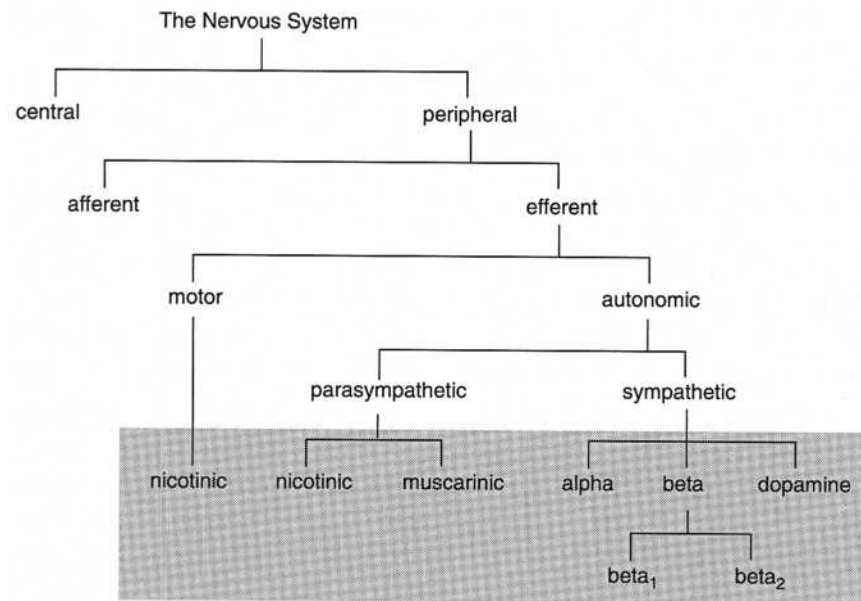 The Nervous System
central
peripheral
afferent
efferent
motor
autonomic
parasympathetic
sympathetic
nicotinic
nicotinic
muscarinic
alpha
beta
dopamine
beta₁
beta₂